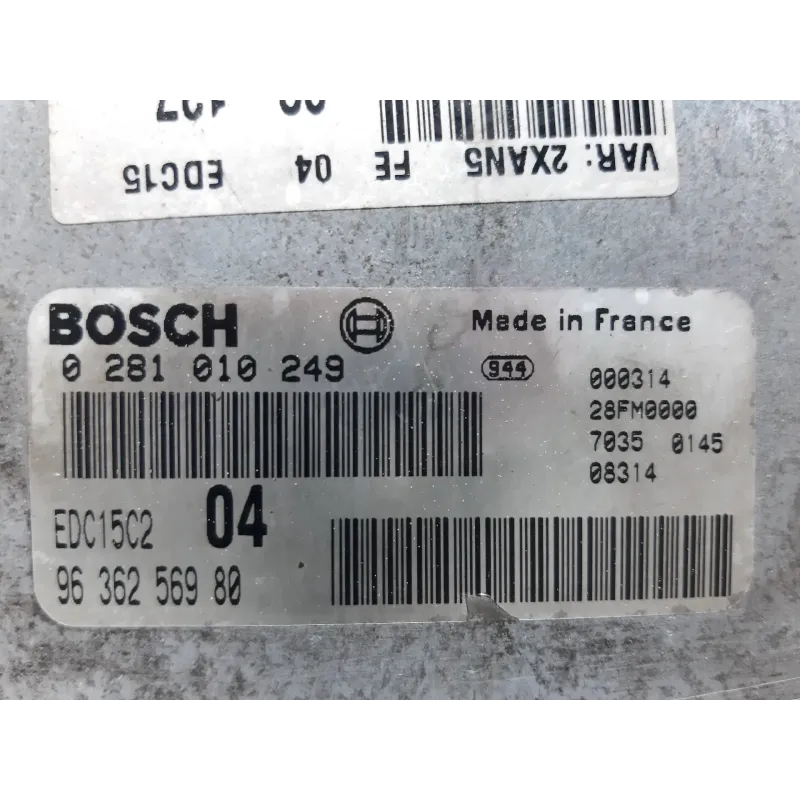 VAR: 2XAN5 FE 04 EDC15
BOSCH
Made in France
0 281 010 249
944
000314
28FM0000
7035 0145
08314
EDC15C2 04
96 362 569 80